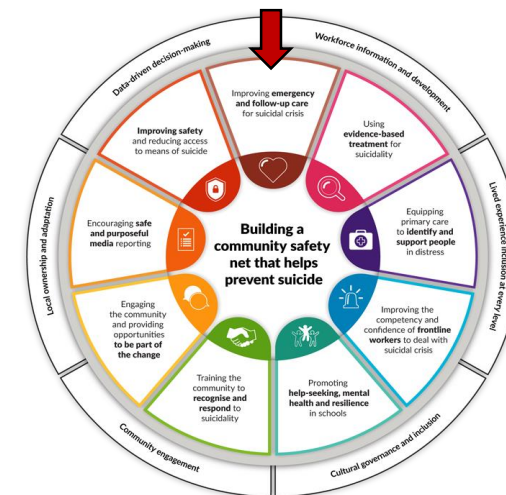 Data-driven decision-making
Workforce information and development
Lived experience inclusion at every level
Cultural governance and inclusion
Community engagement
Local ownership and adaptation
Improving emergency
and follow-up care
for suicidal crisis
Using
evidence-based
treatment for
suicidality
Equipping
primary care
to identify and
support people
in distress
Improving the
competency and
confidence of frontline
workers to deal with
suicidal crisis
Promoting
help-seeking, mental
health and resilience
in schools
Training the
community to
recognise and
respond to
suicidality
Engaging
the community
and providing
opportunities
to be part of
the change
Encouraging safe
and purposeful
media reporting
Improving safety
and reducing access
to means of suicide
Building a
community safety
net that helps
prevent suicide